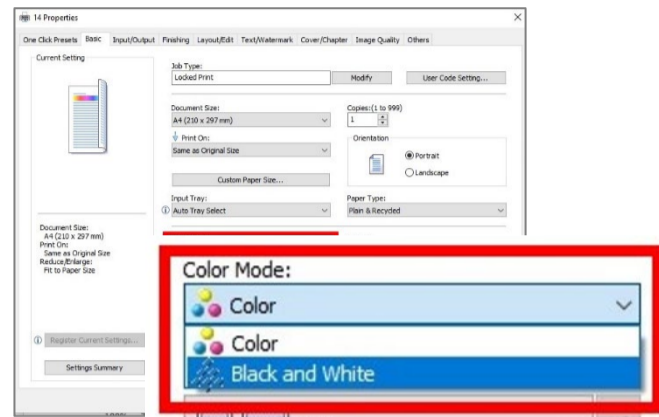 14 Properties
One Click Presets Basic Input/Output Finishing Layout/Edit Text/Watermark Cover/Chapter Image Quality Others
Current Setting
Job Type:
Locked Print Modify User Code Setting...
Document Size: Copies:(1 to 999)
A4 (210 x 297 mm) 1
Print On: Orientation
Same as Original Size Portrait
Landscape
Custom Paper Size...
Input Tray: Paper Type:
Auto Tray Select Plain & Recycled
Document Size:
A4 (210 x 297 mm)
Print On:
Same as Original Size
Reduce/Enlarge:
Fit to Paper Size
Color Mode:
Color
Color
Black and White
Register Current Settings...
Settings Summary